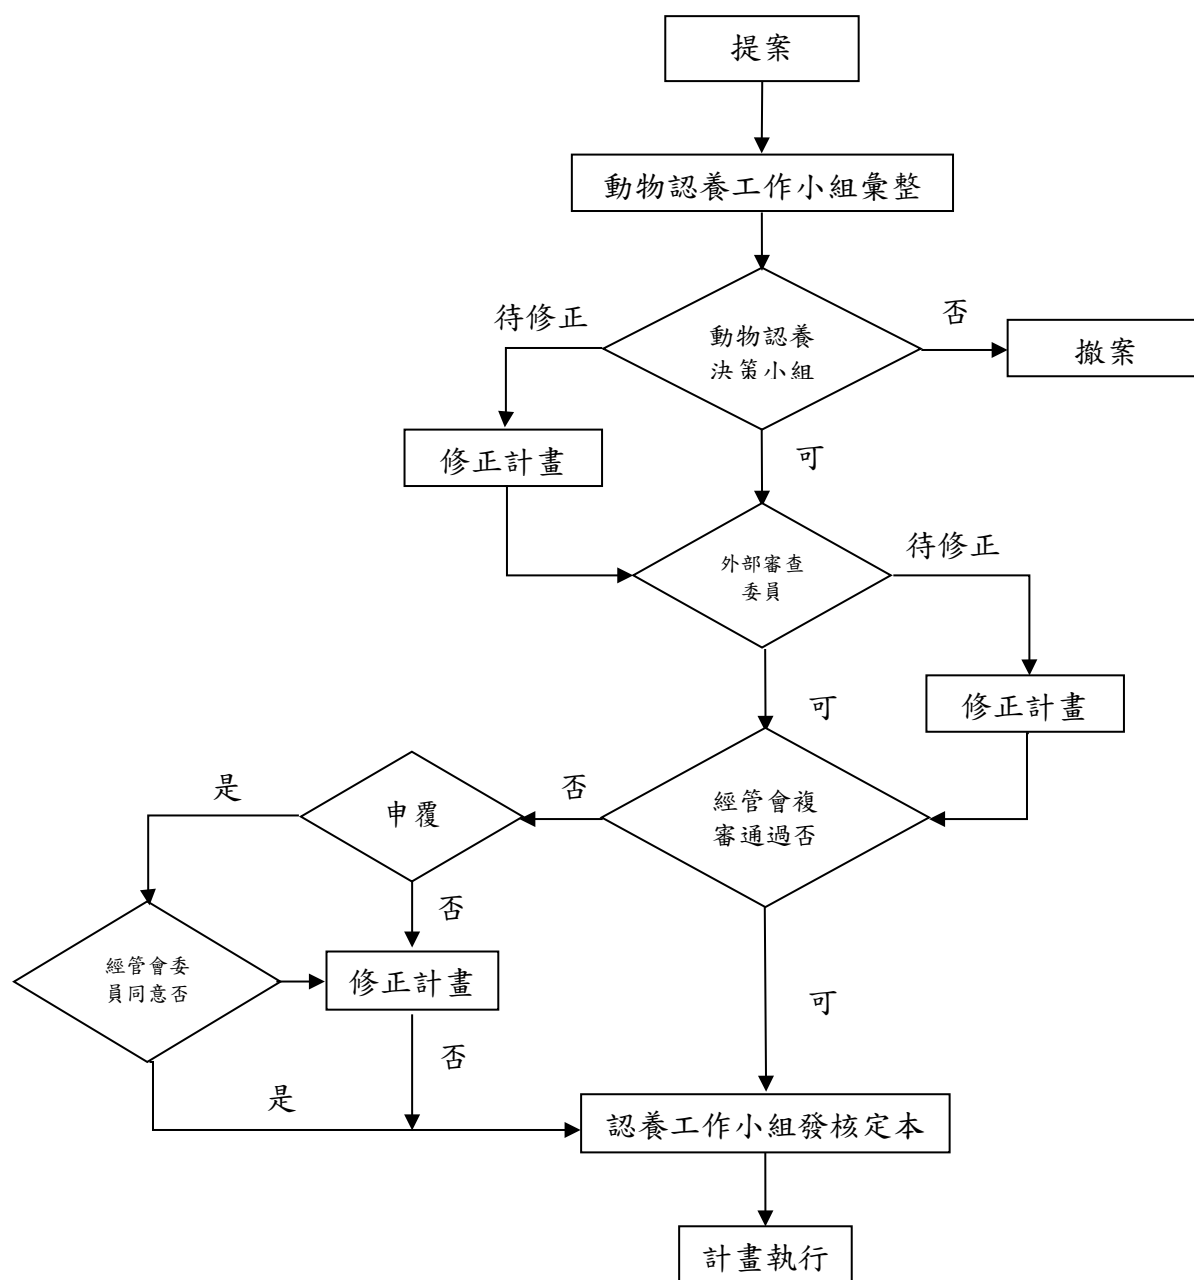 提案
動物認養工作小組彙整
待修正
否
動物認養
決策小組
撤案
修正計畫
可
外部審查
委員
待修正
修正計畫
可
是
申覆
否
經管會複
審通過否
否
經管會委
員同意否
修正計畫
可
否
是
認養工作小組發核定本
計畫執行